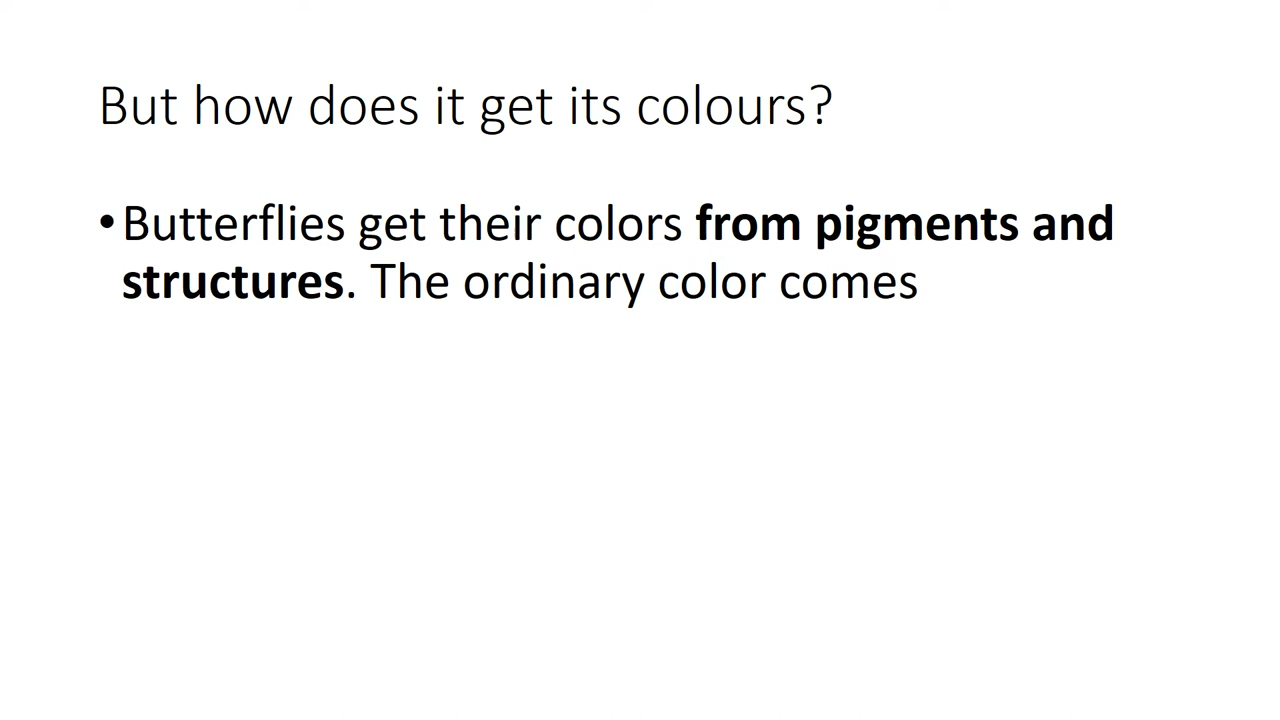 But how does it get its colours?
•Butterflies get their colors from pigments and
structures. The ordinary color comes